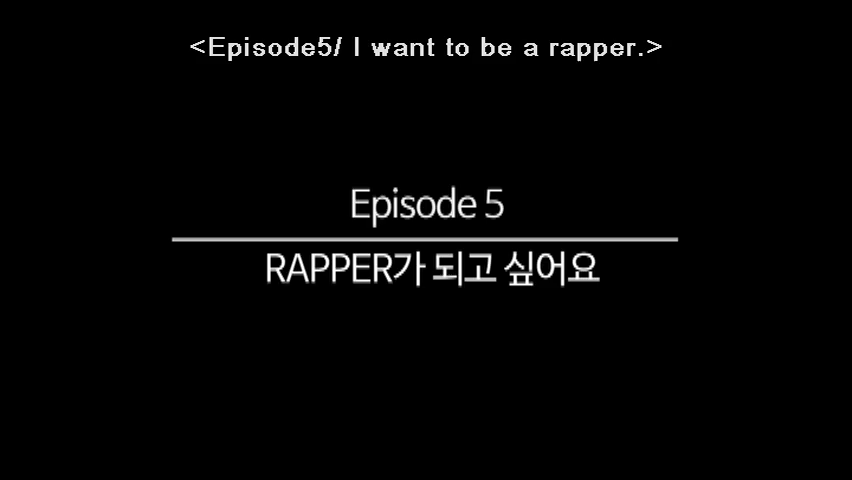 <Episode5/ I want to be a rapper.>
Episode 5
RAPPER가 되고 싶어요